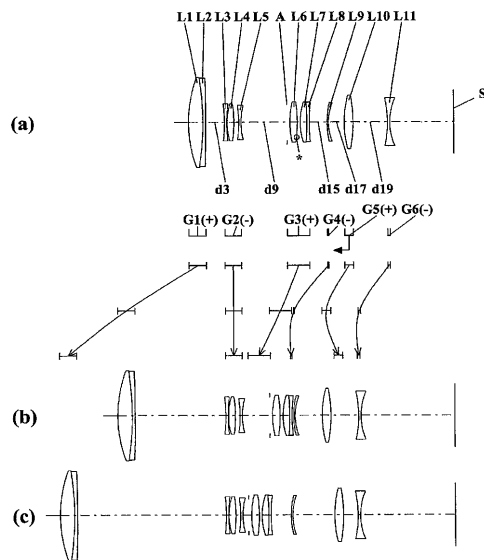 L1 L2 L3 L4 L5 A L6 L7 L8 L9 L10 L11
S
(a)
*
d3 d9 d15 d17 d19
G1(+) G2(-) G3(+) G4(-) G5(+) G6(-)
(b)
(c)